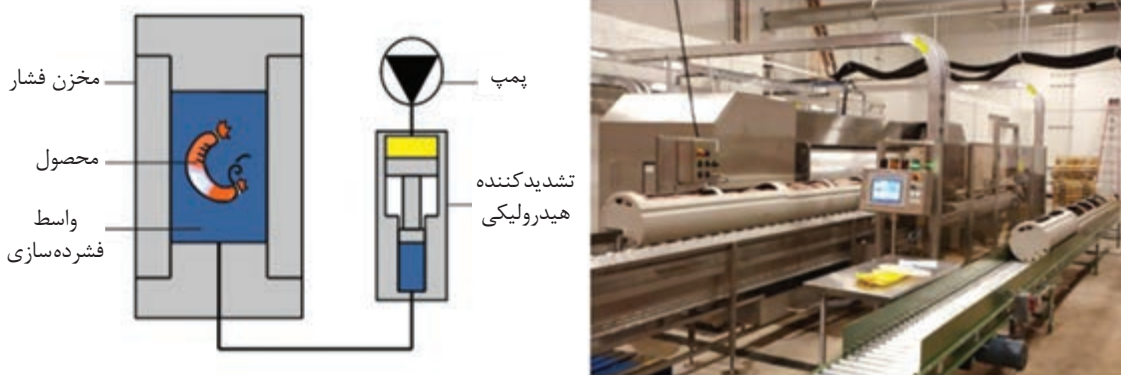 مخزن فشار
محصول
واسط
فشرده‌سازی
پمپ
تشدیدکننده
هیدرولیکی